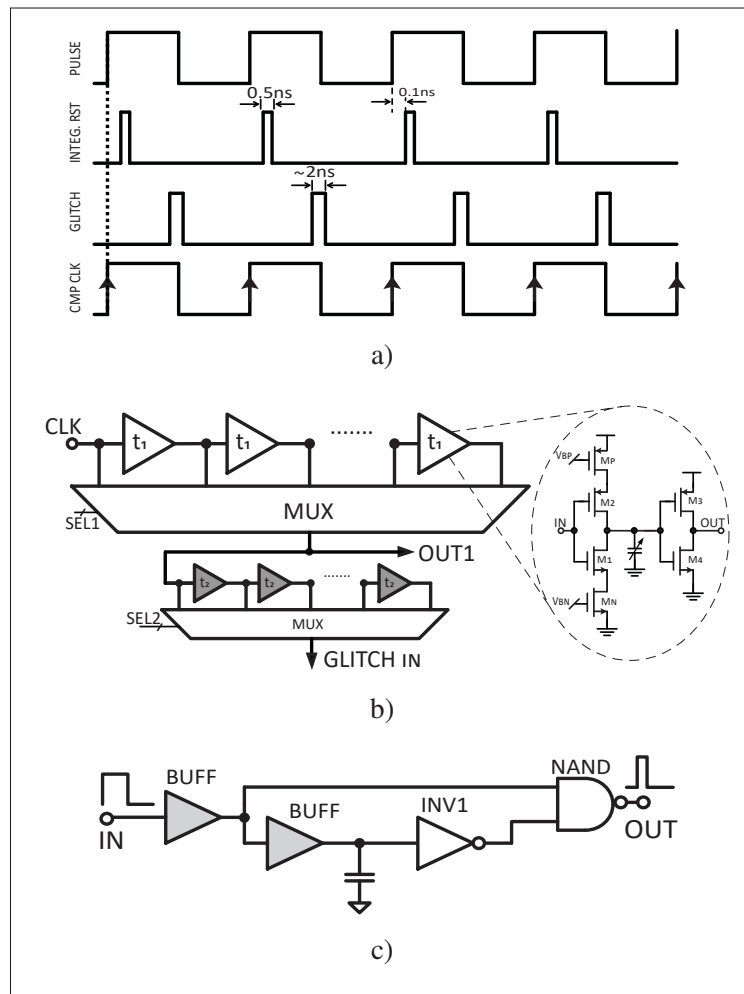 PULSE
0.5ns
0.1ns
INTEG. RST
~2ns
GLITCH
CMP CLK
a)
CLK
t₁
t₁
.......
t₁
MUX
SEL1
OUT1
t₂
t₂
........
t₂
SEL2
MUX
GLITCH IN
VBP
MP
M2
M3
IN
OUT
M1
M4
VBN
MN
b)
BUFF
NAND
BUFF
INV1
IN
OUT
c)